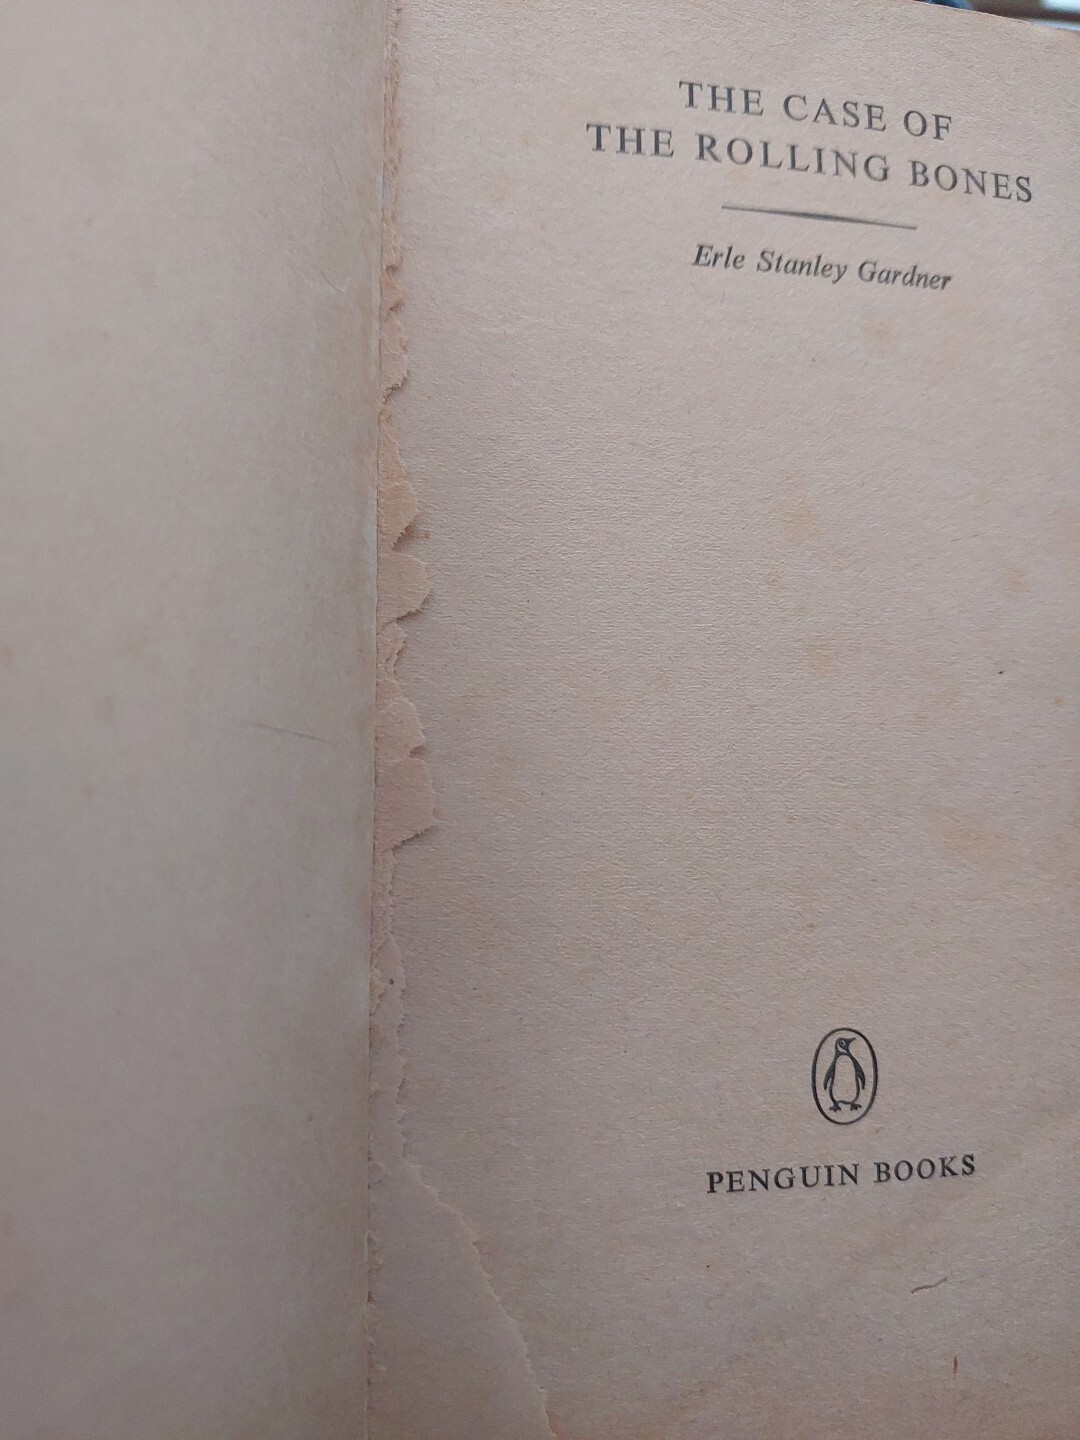 THE CASE OF
THE ROLLING BONES
Erle Stanley Gardner
PENGUIN BOOKS